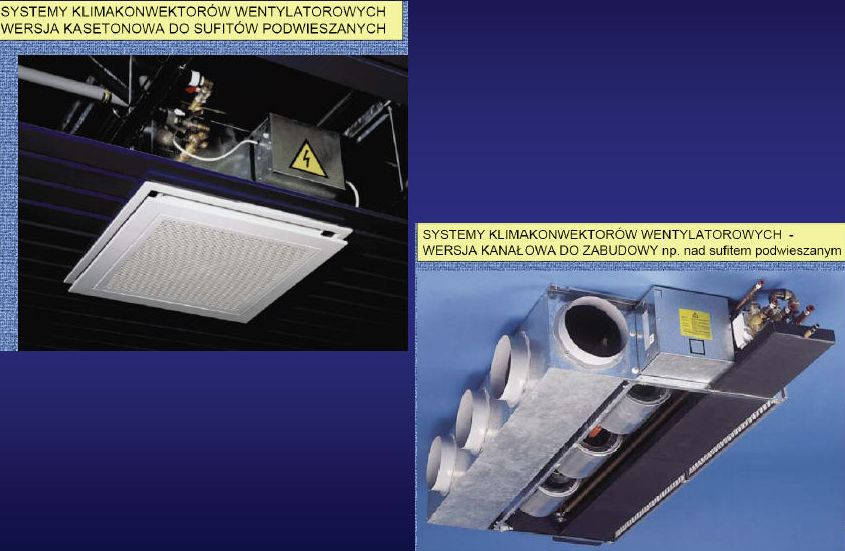 SYSTEMY KLIMAKONWEKTORÓW WENTYLATOROWYCH
WERSJA KASETONOWA DO SUFITÓW PODWIESZANYCH
SYSTEMY KLIMAKONWEKTORÓW WENTYLATOROWYCH -
WERSJA KANAŁOWA DO ZABUDOWY np. nad sufitem podwieszanym